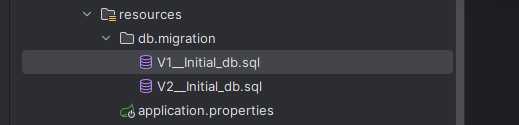 resources
db.migration
V1__Initial_db.sql
V2__Initial_db.sql
application.properties